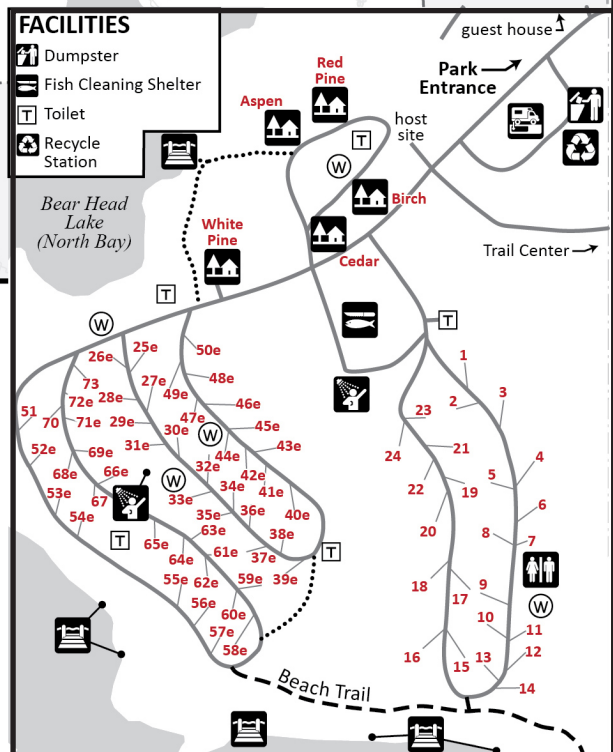 FACILITIES
Dumpster
Fish Cleaning Shelter
T Toilet
Recycle
Station
guest house
Park
Entrance
Red
Pine
Aspen
host
site
T
W
Birch
Bear Head
Lake
(North Bay)
White
Pine
Cedar
Trail Center
T
T
W
50e
25e
26e
1
48e
73
27e
49e
46e
3
72e
28e
2
51
70
71e
29e
47e
45e
23
30e
W
31e
43e
52e
69e
44e
21
24
4
68e
66e
32e
42e
5
53e
67
W
34e
41e
22
19
33e
6
54e
35e
36e
40e
20
8
7
63e
38e
T
65e
61e
37e
T
64e
39e
55e
62e
59e
18
9
17
W
56e
60e
10
57e
11
58e
16
15
13
12
14
Beach Trail